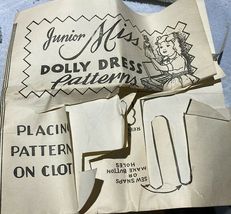 Junior Miss
DOLLY DRESS
Patterns
PLACING
PATTERN
ON CLOT
SEW SNAPS
OR
MAKE BUTTON
HOLES